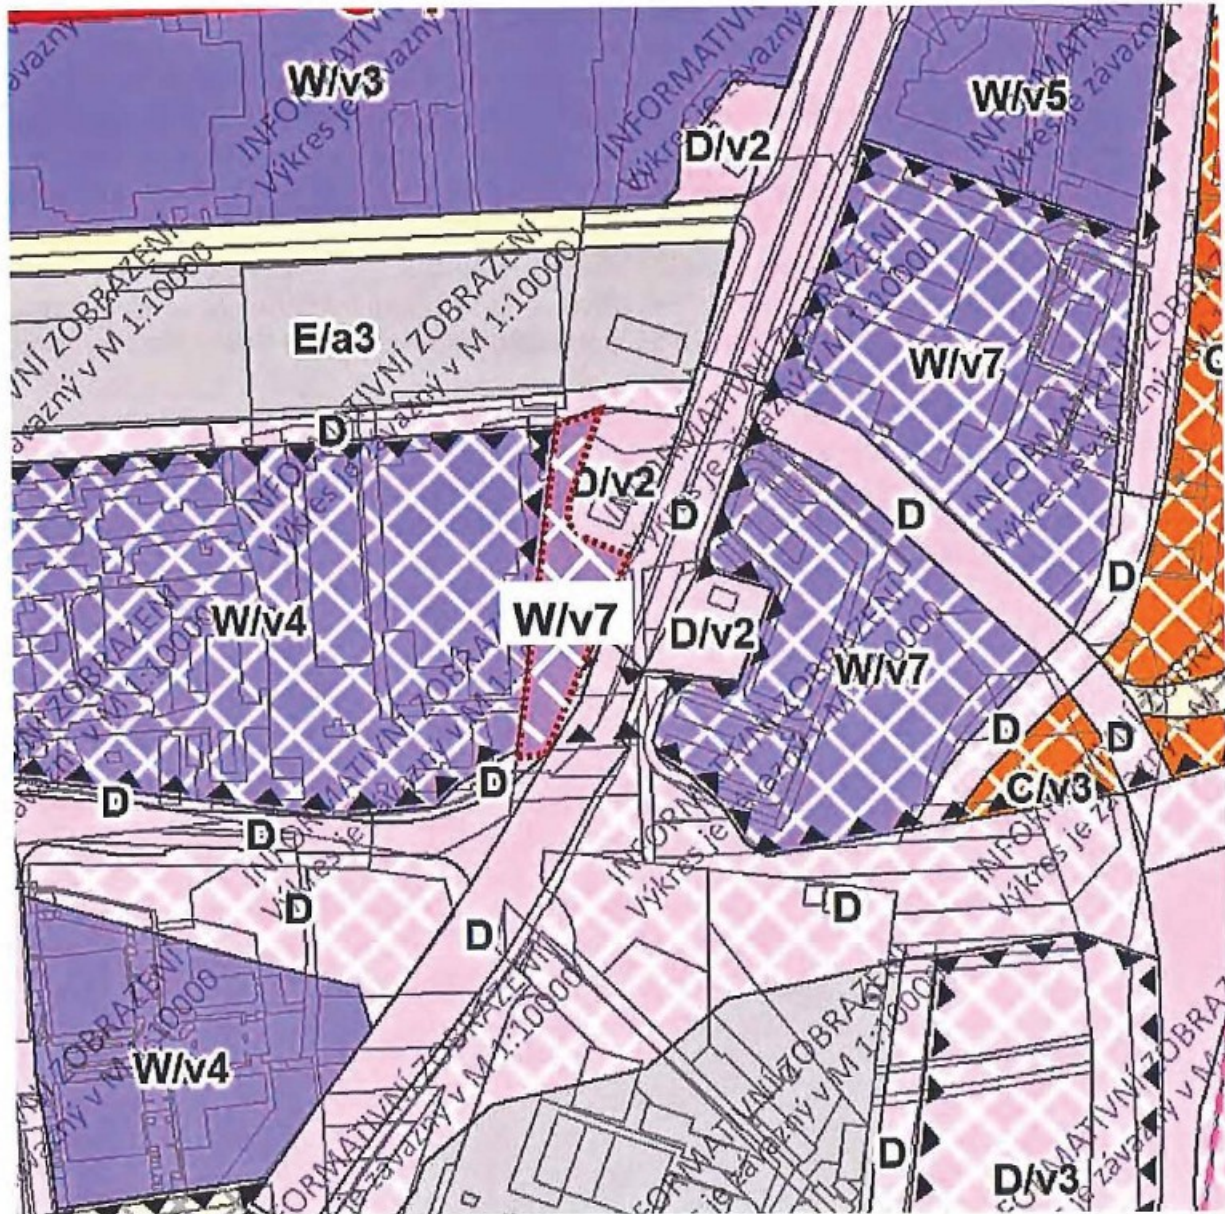 W/v3
W/v5
D/v2
INFORMATIVNÍ ZOBRAZENÍ
Výkres je závazný v M 1:10000
E/a3
W/v7
C
D
D/v2
D
D
D
W/v4
W/v7
D/v2
W/v7
D
D
D
C/v3
D
D
D
D
D
W/v4
D
D/v3